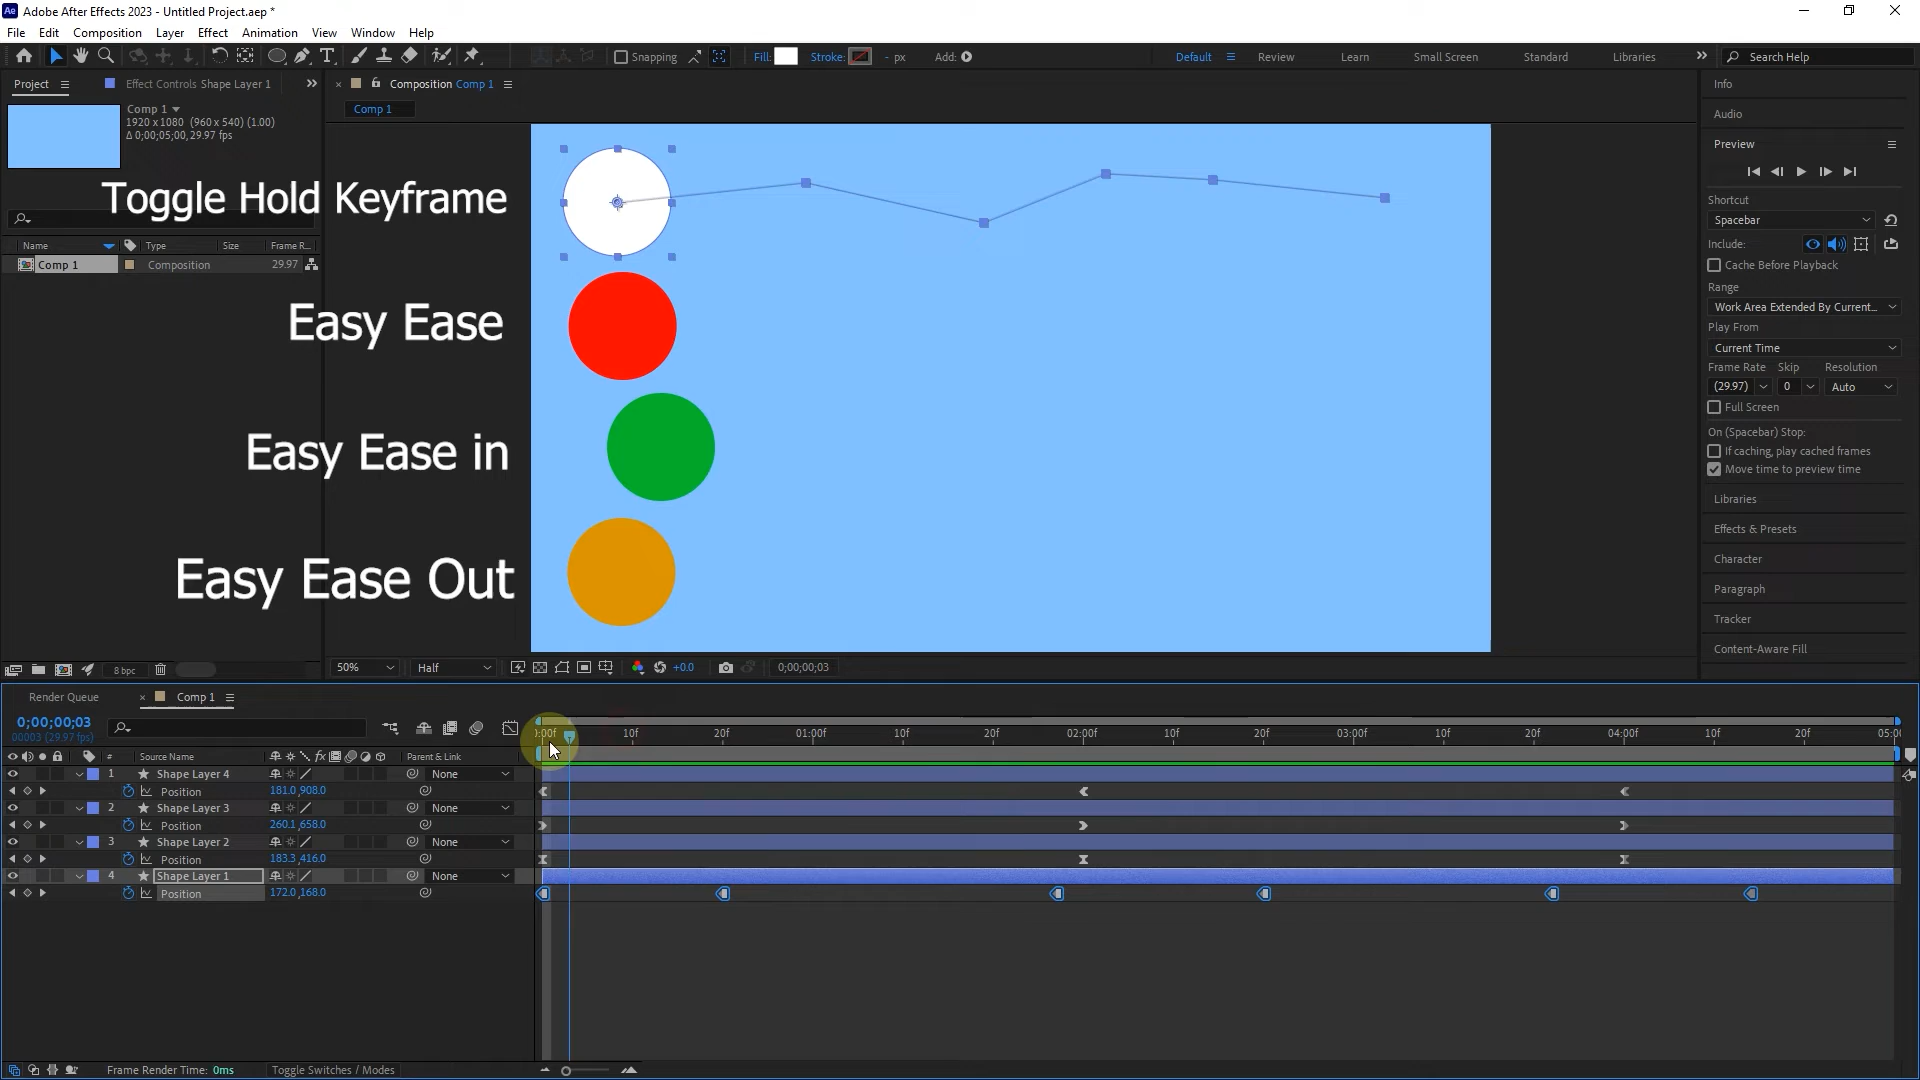 Adobe After Effects 2023 - Untitled Project.aep *
File Edit Composition Layer Effect Animation View Window Help
Snapping Fill: Stroke: - px Add: Default Review Learn Small Screen Standard Libraries Search Help
Project Effect Controls Shape Layer 1
Composition Comp 1
Comp 1
Comp 1
1920 x 1080 (960 x 540) (1.00)
Δ 0;00;05;00, 29.97 fps
Toggle Hold Keyframe
Easy Ease
Easy Ease in
Easy Ease Out
Name Type Size Frame R...
Comp 1 Composition 29.97
8 bpc
50% Half +0.0 0;00;00;03
Info
Audio
Preview
Shortcut
Spacebar
Include:
Cache Before Playback
Range
Work Area Extended By Current...
Play From
Current Time
Frame Rate Skip Resolution
(29.97) 0 Auto
Full Screen
On (Spacebar) Stop:
If caching, play cached frames
Move time to preview time
Libraries
Effects & Presets
Character
Paragraph
Tracker
Content-Aware Fill
Render Queue Comp 1
0;00;00;03
00003 (29.97 fps)
:00f 10f 20f 01:00f 10f 20f 02:00f 10f 20f 03:00f 10f 20f 04:00f 10f 20f 05:00
# Source Name fx Parent & Link
1 Shape Layer 4 None
Position 181.0,908.0
2 Shape Layer 3 None
Position 260.1,658.0
3 Shape Layer 2 None
Position 183.3,416.0
4 Shape Layer 1 None
Position 172.0,168.0
Frame Render Time: 0ms Toggle Switches / Modes